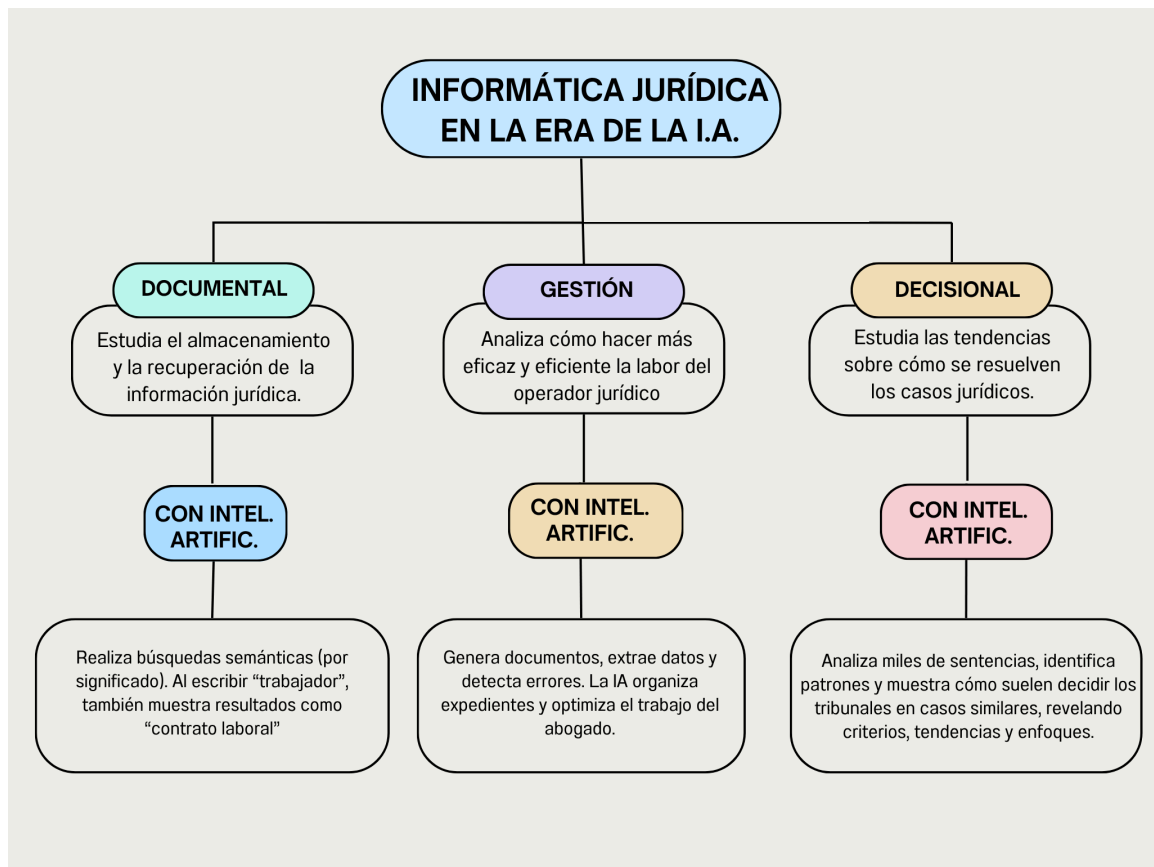 INFORMÁTICA JURÍDICA
EN LA ERA DE LA I.A.
DOCUMENTAL
Estudia el almacenamiento
y la recuperación de la
información jurídica.
CON INTEL.
ARTIFIC.
Realiza búsquedas semánticas (por
significado). Al escribir “trabajador”,
también muestra resultados como
“contrato laboral”
GESTIÓN
Analiza cómo hacer más
eficaz y eficiente la labor del
operador jurídico
CON INTEL.
ARTIFIC.
Genera documentos, extrae datos y
detecta errores. La IA organiza
expedientes y optimiza el trabajo del
abogado.
DECISIONAL
Estudia las tendencias
sobre cómo se resuelven
los casos jurídicos.
CON INTEL.
ARTIFIC.
Analiza miles de sentencias, identifica
patrones y muestra cómo suelen decidir los
tribunales en casos similares, revelando
criterios, tendencias y enfoques.